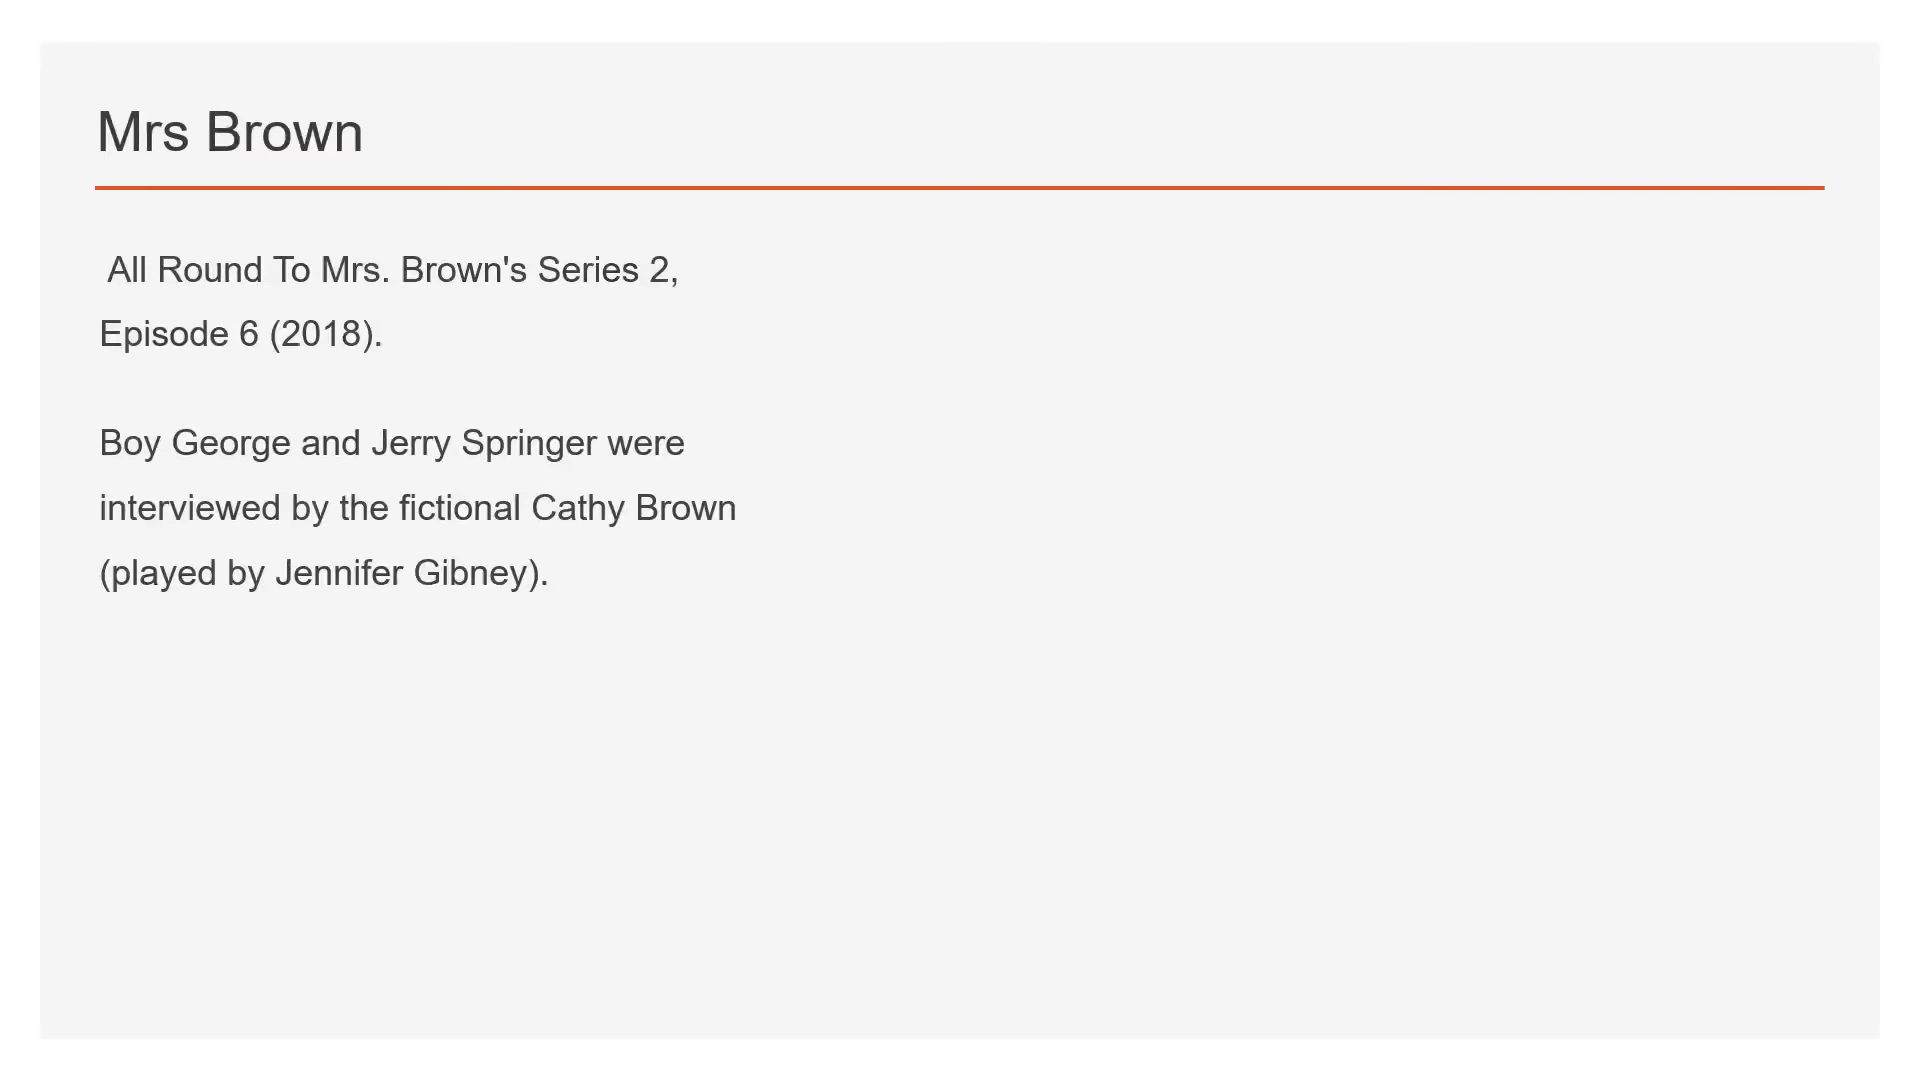 Mrs Brown
All Round To Mrs. Brown's Series 2,
Episode 6 (2018).
Boy George and Jerry Springer were
interviewed by the fictional Cathy Brown
(played by Jennifer Gibney).